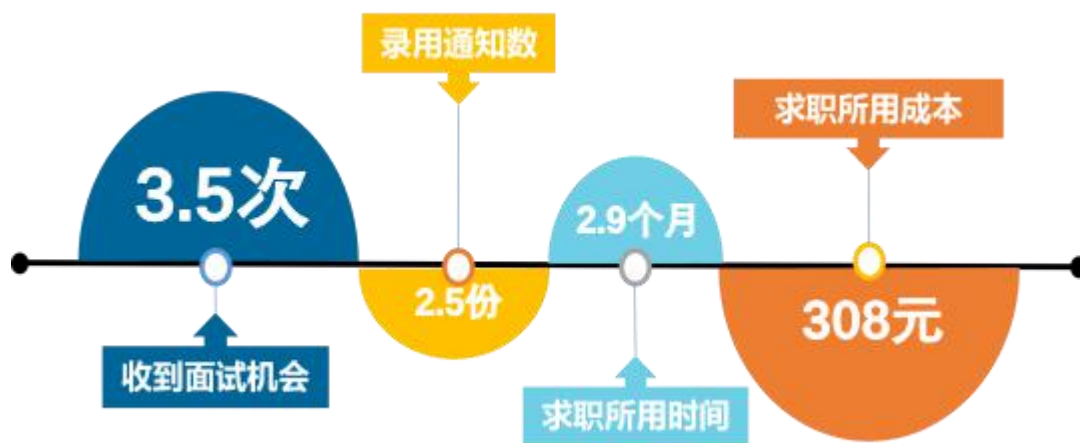 录用通知数
求职所用成本
3.5次
2.9个月
2.5份
308元
收到面试机会
求职所用时间